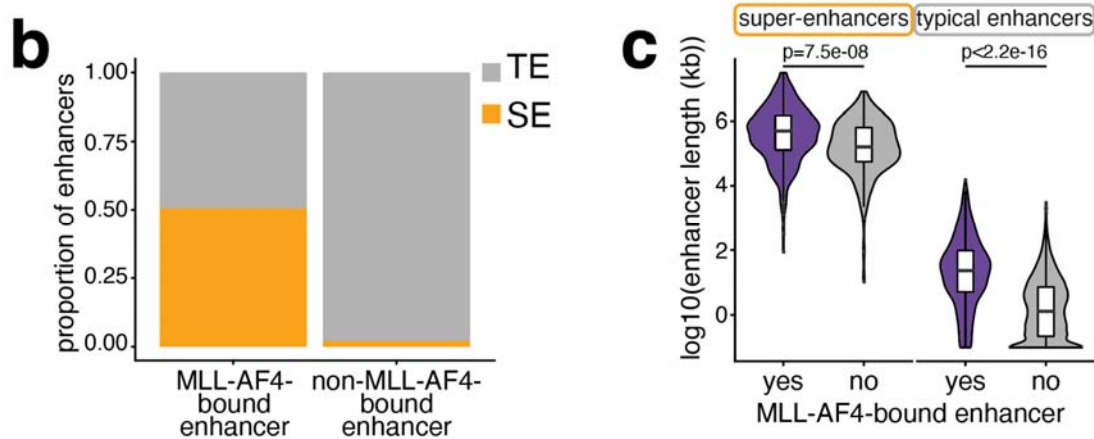 b
1.00
0.75
0.50
0.25
0.00
proportion of enhancers
TE
SE
MLL-AF4-
bound
enhancer
non-MLL-AF4-
bound
enhancer
c
super-enhancers
typical enhancers
p=7.5e-08
p<2.2e-16
log10(enhancer length (kb))
6
4
2
0
yes
no
yes
no
MLL-AF4-bound enhancer